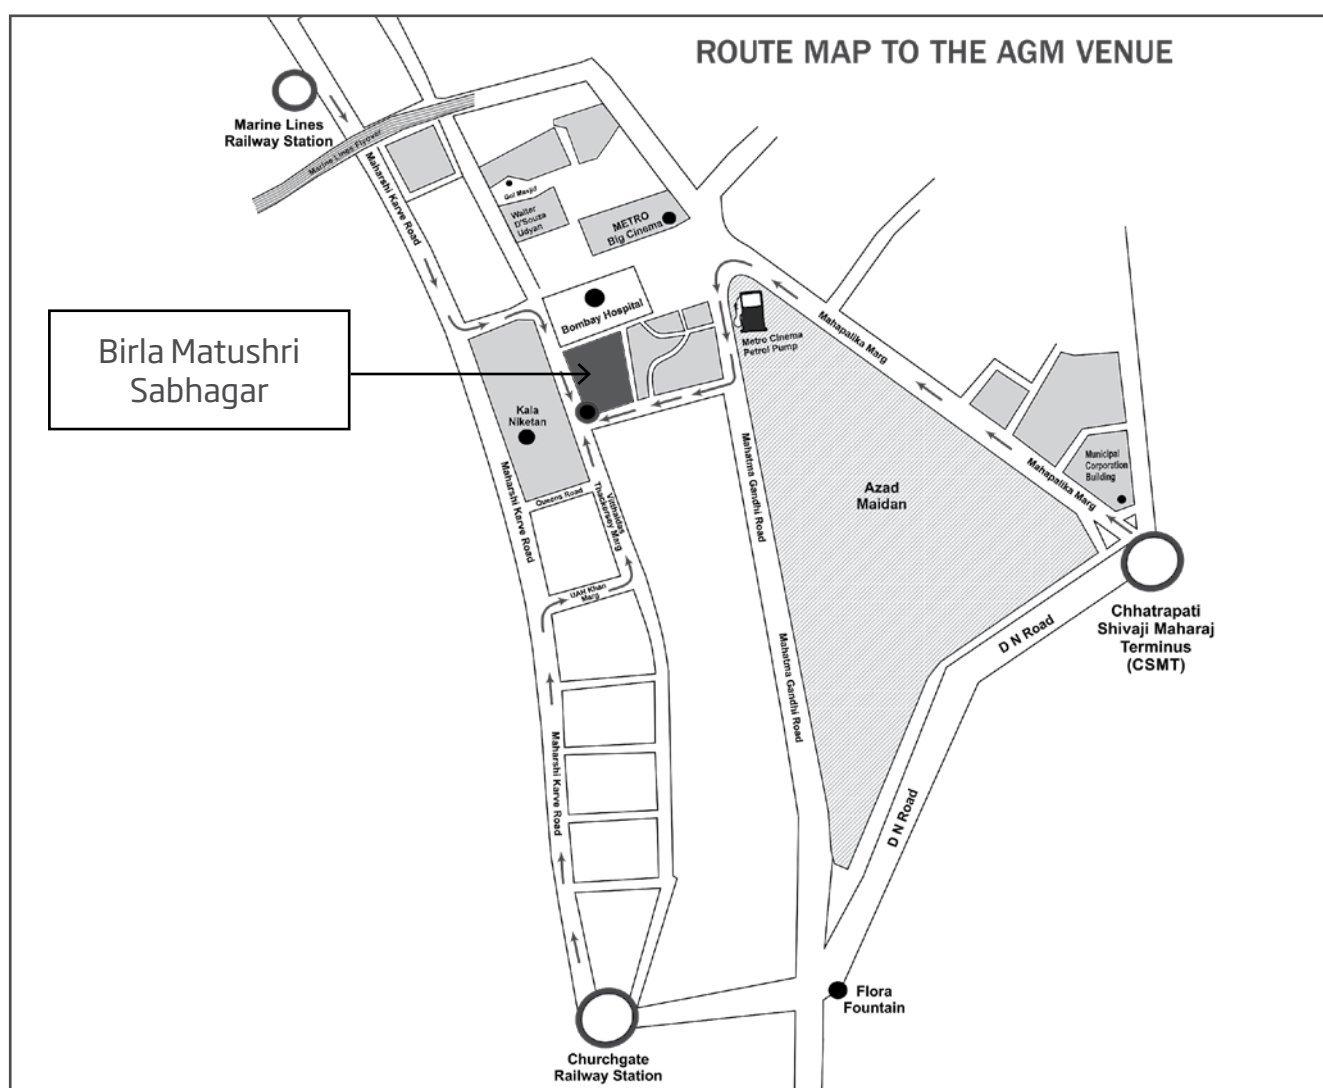 ROUTE MAP TO THE AGM VENUE
Marine Lines
Railway Station
Marine Lines Flyover
Maharshi Karve Road
Gol Masjid
Walter
D'Souza
Udyan
METRO
Big Cinema
Bombay Hospital
Birla Matushri
Sabhagar
Metro Cinema
Petrol Pump
Mahapalika Marg
Kala
Niketan
Mahatma Gandhi Road
Azad
Maidan
Mahapalika Marg
Municipal
Corporation
Building
Maharshi Karve Road
Queens Road
Vitthaldas
Thackersey Marg
IJAH Khan
Marg
Chhatrapati
Shivaji Maharaj
Terminus
(CSMT)
D N Road
Mahatma Gandhi Road
Maharshi Karve Road
D N Road
Flora
Fountain
Churchgate
Railway Station